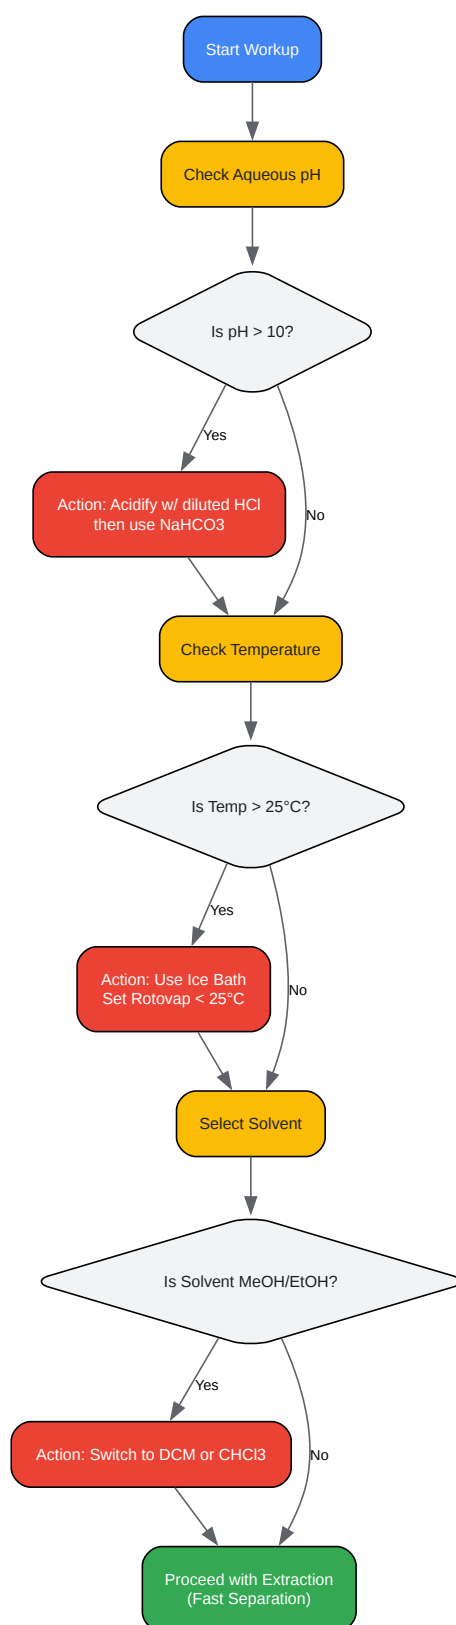 Start Workup
Check Aqueous pH
Is pH > 10?
Yes
No
Action: Acidify w/ diluted HCl
then use NaHCO3
Check Temperature
Is Temp > 25°C?
Yes
No
Action: Use Ice Bath
Set Rotovap < 25°C
Select Solvent
Is Solvent MeOH/EtOH?
Yes
No
Action: Switch to DCM or CHCl3
Proceed with Extraction
(Fast Separation)